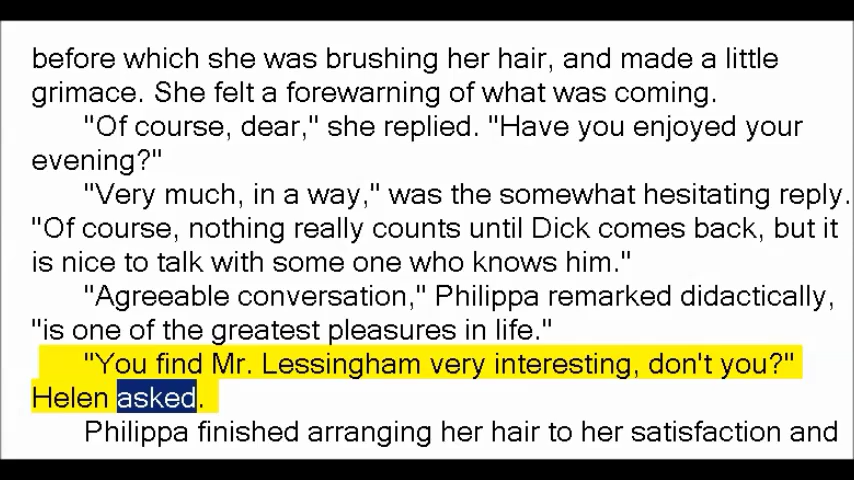 before which she was brushing her hair, and made a little
grimace. She felt a forewarning of what was coming.
"Of course, dear," she replied. "Have you enjoyed your
evening?"
"Very much, in a way," was the somewhat hesitating reply.
"Of course, nothing really counts until Dick comes back, but it
is nice to talk with some one who knows him."
"Agreeable conversation," Philippa remarked didactically,
"is one of the greatest pleasures in life."
"You find Mr. Lessingham very interesting, don't you?"
Helen asked.
Philippa finished arranging her hair to her satisfaction and